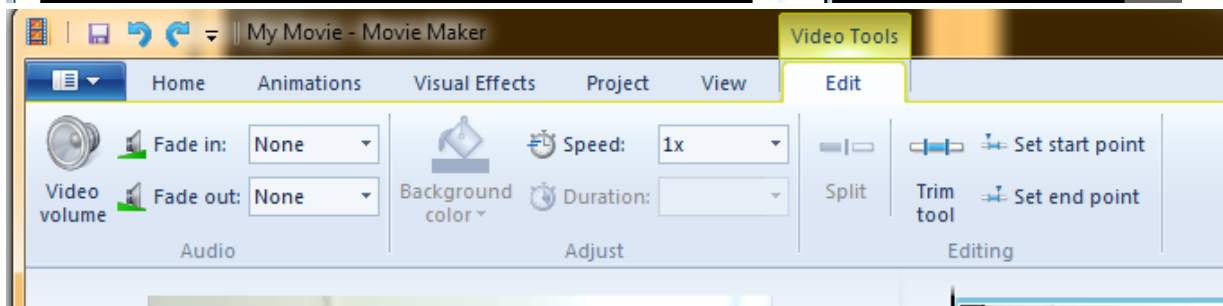 My Movie - Movie Maker
Video Tools
Home Animations Visual Effects Project View Edit
Fade in: None
Speed: 1x
Set start point
Video volume
Fade out: None
Background color
Duration:
Split
Trim tool
Set end point
Audio
Adjust
Editing